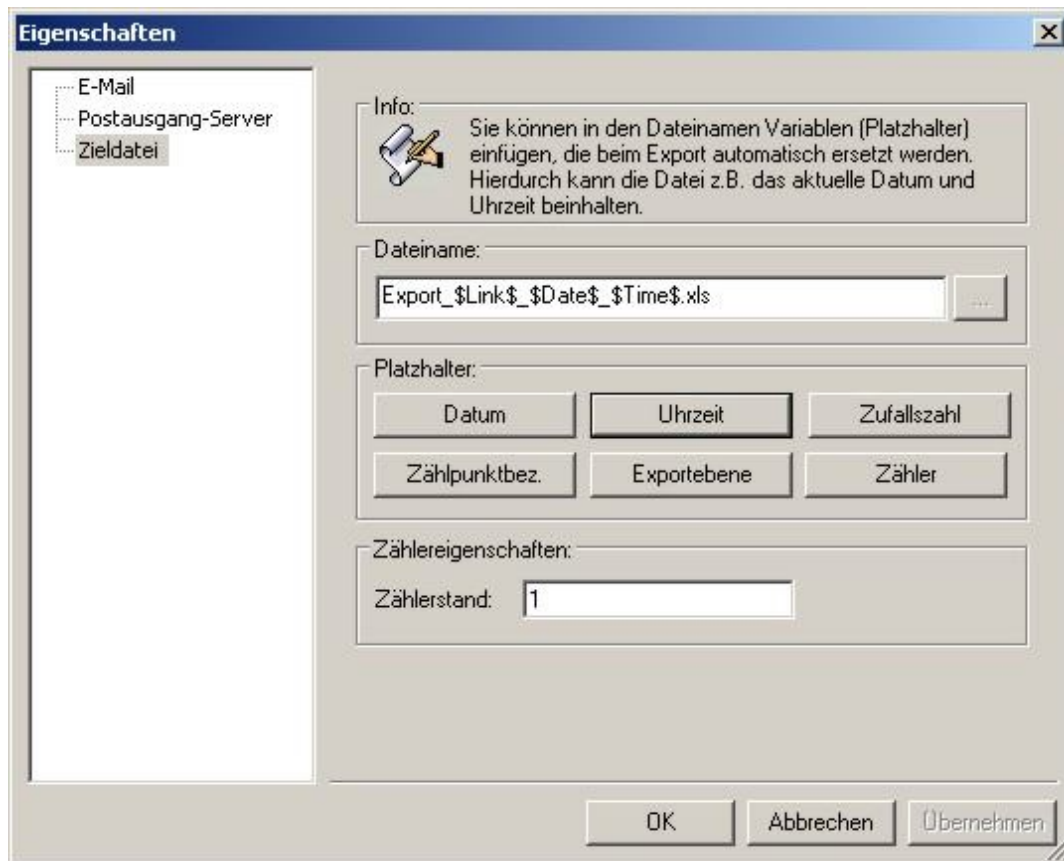 Eigenschaften
E-Mail
Postausgang-Server
Zieldatei
Info:
Sie können in den Dateinamen Variablen (Platzhalter)
einfügen, die beim Export automatisch ersetzt werden.
Hierdurch kann die Datei z.B. das aktuelle Datum und
Uhrzeit beinhalten.
Dateiname:
Export_$Link$_$Date$_$Time$.xls
...
Platzhalter:
Datum
Uhrzeit
Zufallszahl
Zählpunktbez.
Exportebene
Zähler
Zählereigenschaften:
Zählerstand:
1
OK
Abbrechen
Übernehmen